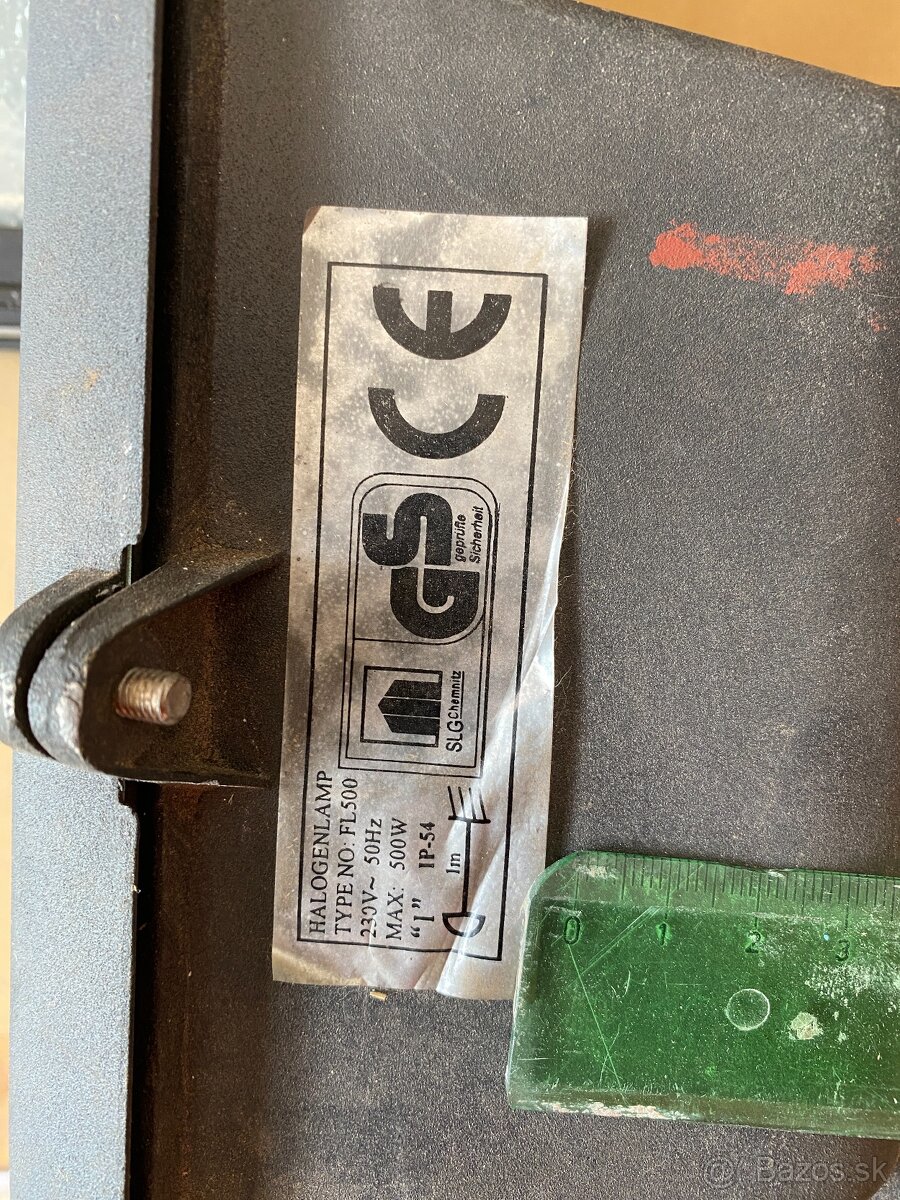 HALOGENLAMP
TYPE NO: FL500
230V~ 50Hz
MAX: 500W
“I” IP-54
1m
SLG Chemnitz
GS
geprüfte
Sicherheit
CE
0 1 2 3
Bazos.sk